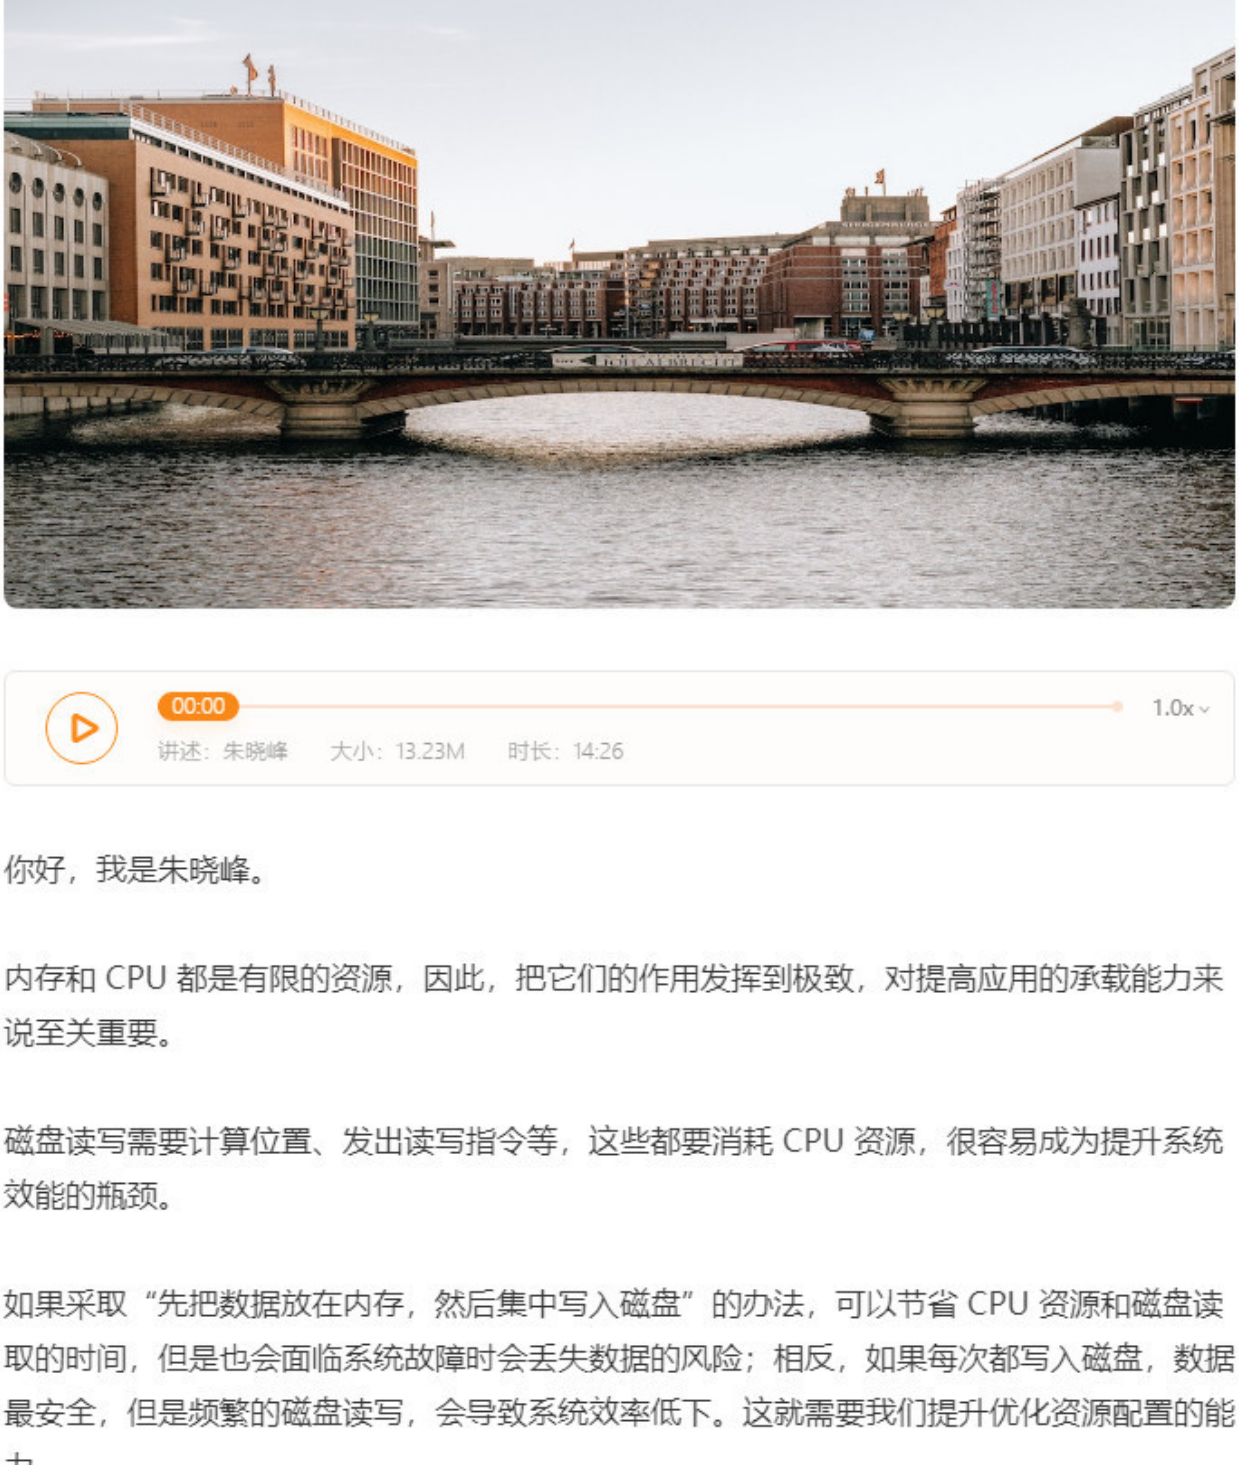 00:00
1.0x
讲述：朱晓峰 大小：13.23M 时长：14:26
你好，我是朱晓峰。
内存和 CPU 都是有限的资源，因此，把它们的作用发挥到极致，对提高应用的承载能力来
说至关重要。
磁盘读写需要计算位置、发出读写指令等，这些都要消耗 CPU 资源，很容易成为提升系统
效能的瓶颈。
如果采取“先把数据放在内存，然后集中写入磁盘”的办法，可以节省 CPU 资源和磁盘读
取的时间，但是也会面临系统故障时会丢失数据的风险；相反，如果每次都写入磁盘，数据
最安全，但是频繁的磁盘读写，会导致系统效率低下。这就需要我们提升优化资源配置的能